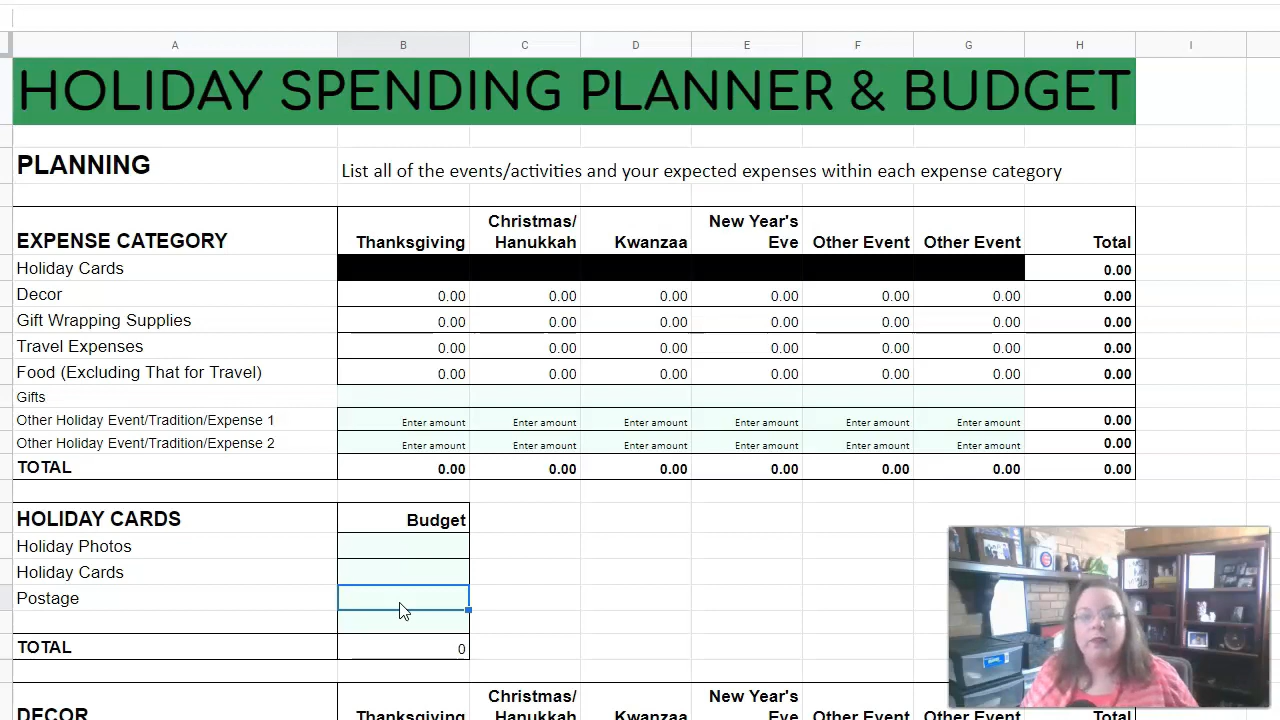 A B C D E F G H I
HOLIDAY SPENDING PLANNER & BUDGET
PLANNING List all of the events/activities and your expected expenses within each expense category
EXPENSE CATEGORY Thanksgiving Christmas/ Hanukkah Kwanzaa New Year's Eve Other Event Other Event Total
Holiday Cards 0.00
Decor 0.00 0.00 0.00 0.00 0.00 0.00 0.00
Gift Wrapping Supplies 0.00 0.00 0.00 0.00 0.00 0.00 0.00
Travel Expenses 0.00 0.00 0.00 0.00 0.00 0.00 0.00
Food (Excluding That for Travel) 0.00 0.00 0.00 0.00 0.00 0.00 0.00
Gifts
Other Holiday Event/Tradition/Expense 1 Enter amount Enter amount Enter amount Enter amount Enter amount Enter amount 0.00
Other Holiday Event/Tradition/Expense 2 Enter amount Enter amount Enter amount Enter amount Enter amount Enter amount 0.00
TOTAL 0.00 0.00 0.00 0.00 0.00 0.00 0.00
HOLIDAY CARDS Budget
Holiday Photos
Holiday Cards
Postage
TOTAL 0
DECOR Thanksgiving Christmas/ Hanukkah Kwanzaa New Year's Eve Other Event Other Event Total